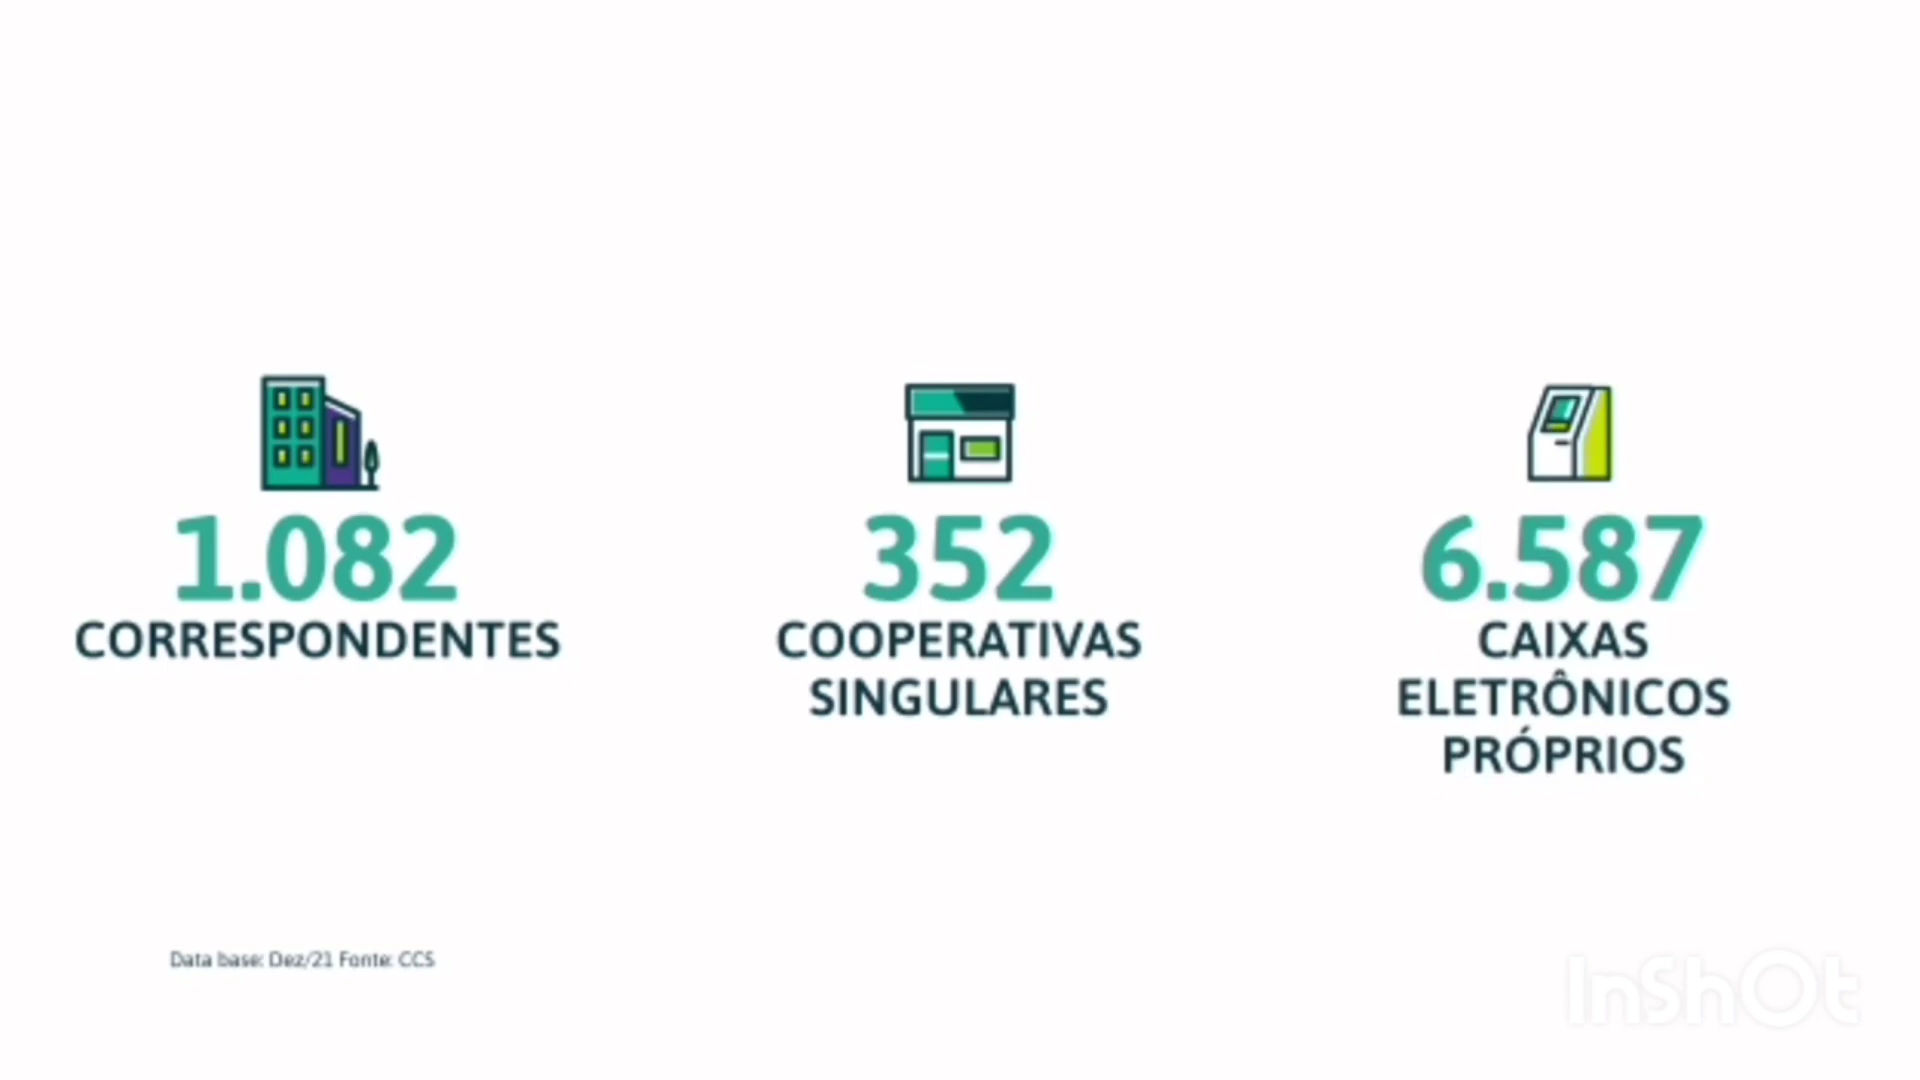 1.082
CORRESPONDENTES
352
COOPERATIVAS
SINGULARES
6.587
CAIXAS
ELETRÔNICOS
PRÓPRIOS
Data base: Dez/21 Fonte: CCS
InShOt